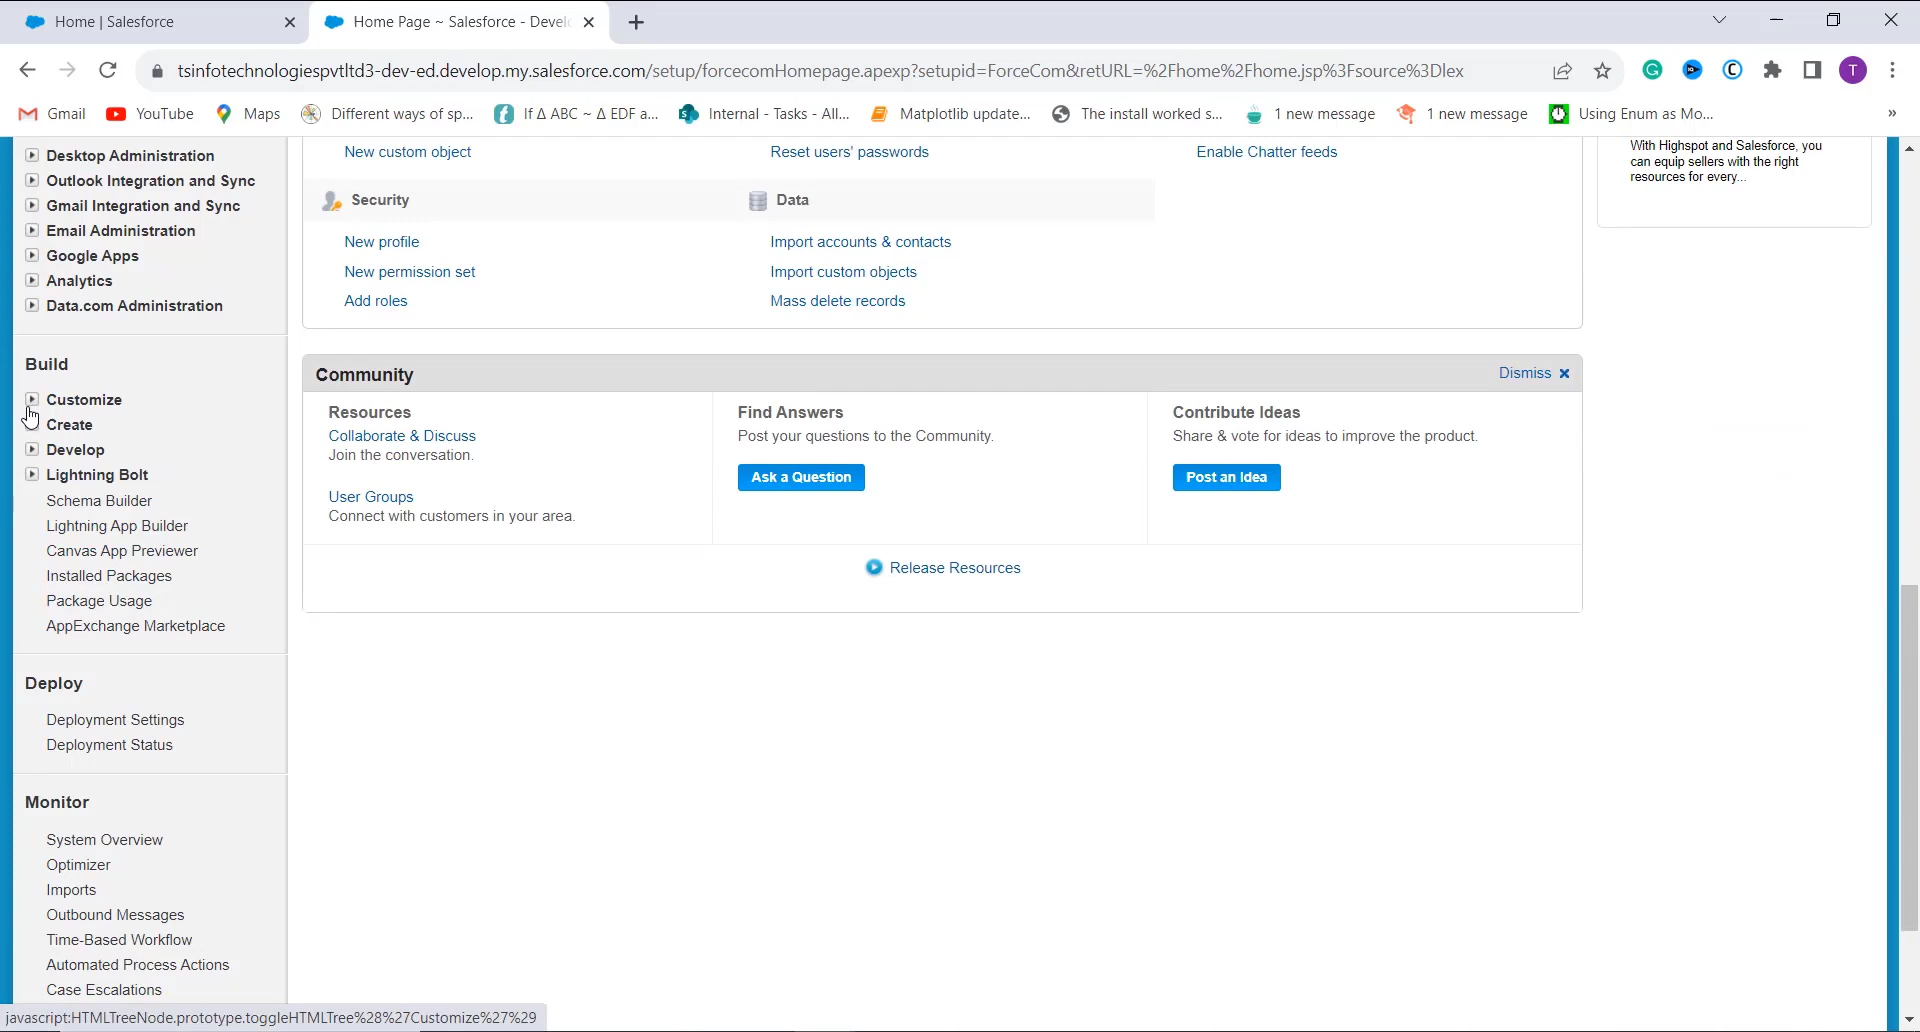 Home | Salesforce
Home Page ~ Salesforce - Develo
tsinfotechnologiespvtltd3-dev-ed.develop.my.salesforce.com/setup/forcecomHomepage.apexp?setupid=ForceCom&retURL=%2Fhome%2Fhome.jsp%3Fsource%3Dlex
T
Gmail
YouTube
Maps
Different ways of sp...
If Δ ABC ~ Δ EDF a...
Internal - Tasks - All...
Matplotlib update...
The install worked s...
1 new message
1 new message
Using Enum as Mo...
»
Desktop Administration
Outlook Integration and Sync
Gmail Integration and Sync
Email Administration
Google Apps
Analytics
Data.com Administration
Build
Customize
Create
Develop
Lightning Bolt
Schema Builder
Lightning App Builder
Canvas App Previewer
Installed Packages
Package Usage
AppExchange Marketplace
Deploy
Deployment Settings
Deployment Status
Monitor
System Overview
Optimizer
Imports
Outbound Messages
Time-Based Workflow
Automated Process Actions
Case Escalations
New custom object
Reset users' passwords
Enable Chatter feeds
Security
Data
New profile
New permission set
Add roles
Import accounts & contacts
Import custom objects
Mass delete records
With Highspot and Salesforce, you
can equip sellers with the right
resources for every...
Community
Dismiss
Resources
Collaborate & Discuss
Join the conversation.
User Groups
Connect with customers in your area.
Find Answers
Post your questions to the Community.
Ask a Question
Contribute Ideas
Share & vote for ideas to improve the product.
Post an Idea
Release Resources
javascript:HTMLTreeNode.prototype.toggleHTMLTree%28%27Customize%27%29